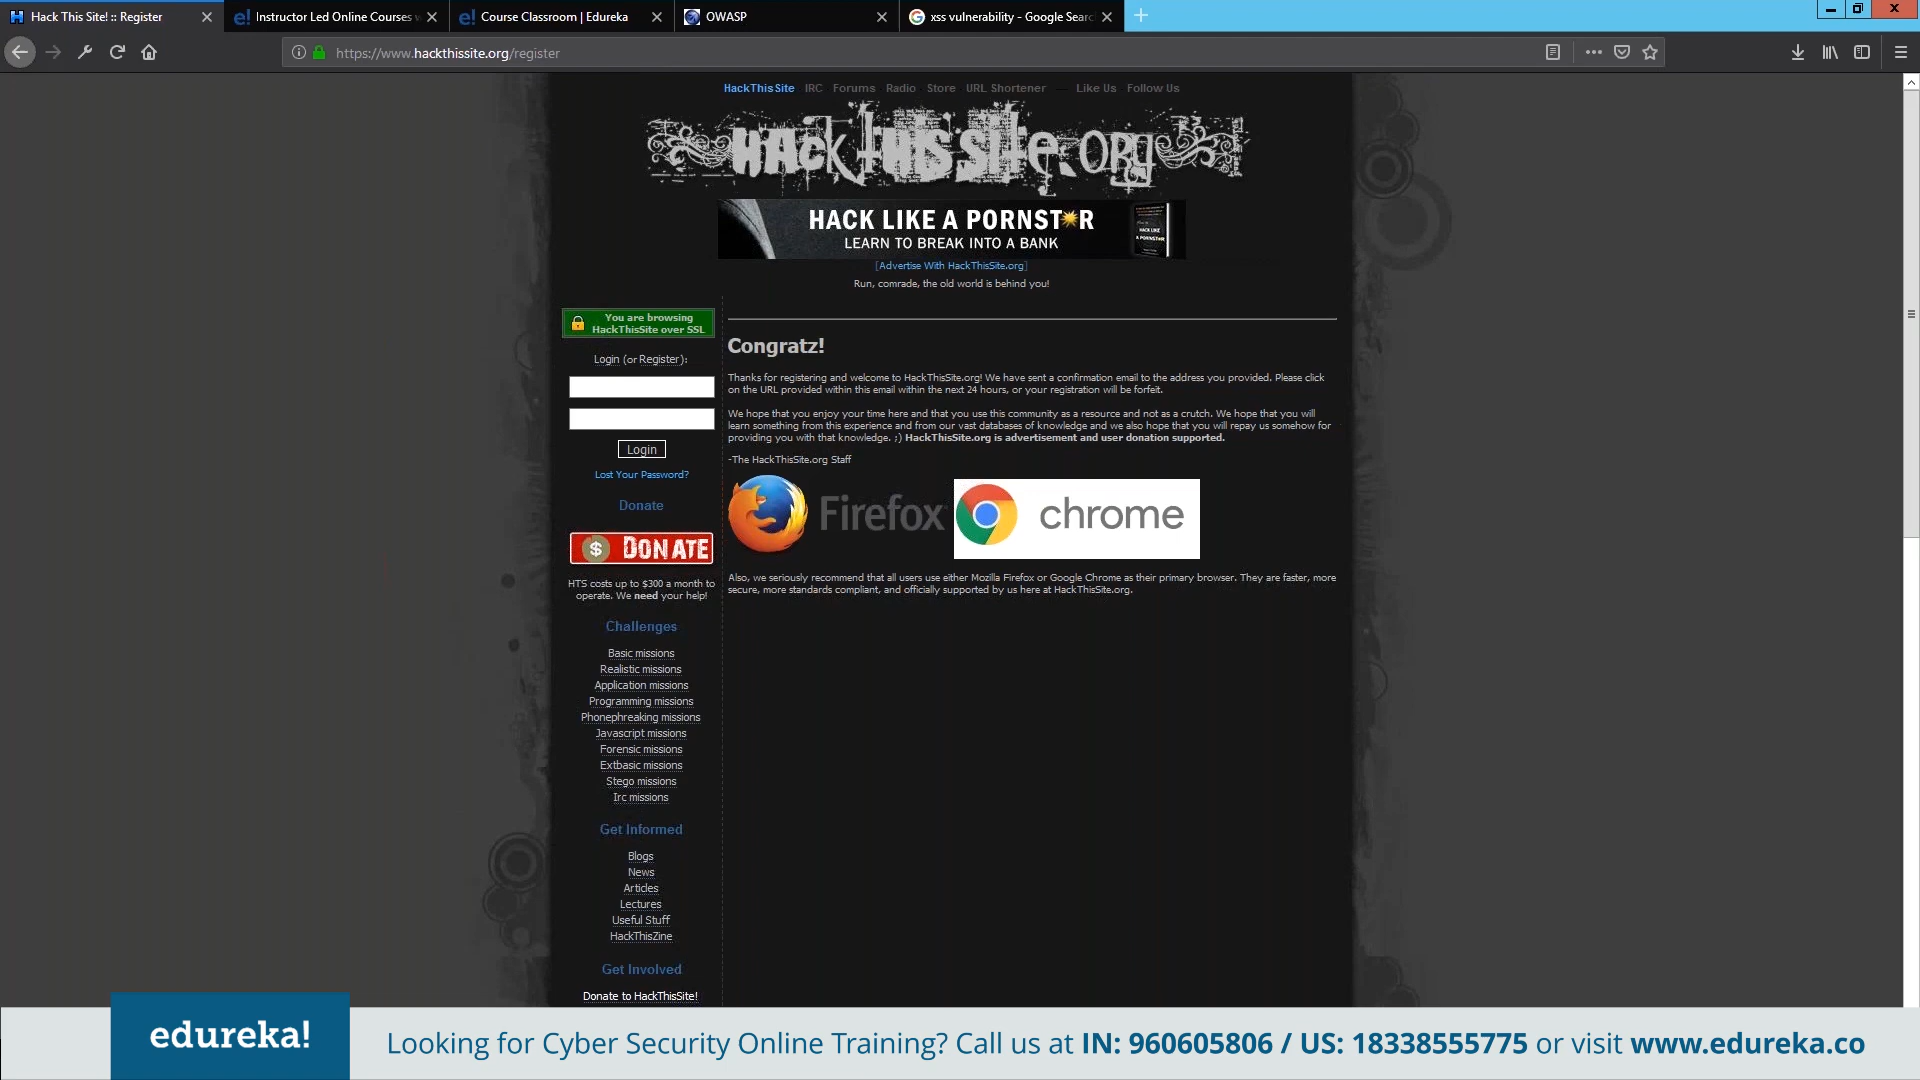 Hack This Site! :: Register
Instructor Led Online Courses
Course Classroom | Edureka
OWASP
xss vulnerability - Google Searc
https://www.hackthissite.org/register
HackThisSite IRC Forums Radio Store URL Shortener — Like Us Follow Us
HackThisSite.org
HACK LIKE A PORNST★R
LEARN TO BREAK INTO A BANK
HACK LIKE
A PORNST★R
[Advertise With HackThisSite.org]
Run, comrade, the old world is behind you!
You are browsing
HackThisSite over SSL
Login (or Register):
Login
Lost Your Password?
Donate
$ DONATE
HTS costs up to $300 a month to
operate. We need your help!
Challenges
Basic missions
Realistic missions
Application missions
Programming missions
Phonephreaking missions
Javascript missions
Forensic missions
Extbasic missions
Stego missions
Irc missions
Get Informed
Blogs
News
Articles
Lectures
Useful Stuff
HackThisZine
Get Involved
Donate to HackThisSite!
Congratz!
Thanks for registering and welcome to HackThisSite.org! We have sent a confirmation email to the address you provided. Please click
on the URL provided within this email within the next 24 hours, or your registration will be forfeit.
We hope that you enjoy your time here and that you use this community as a resource and not as a crutch. We hope that you will
learn something from this experience and from our vast databases of knowledge and we also hope that you will repay us somehow for
providing you with that knowledge. ;) HackThisSite.org is advertisement and user donation supported.
-The HackThisSite.org Staff
Firefox
chrome
Also, we seriously recommend that all users use either Mozilla Firefox or Google Chrome as their primary browser. They are faster, more
secure, more standards compliant, and officially supported by us here at HackThisSite.org.
edureka!
Looking for Cyber Security Online Training? Call us at IN: 960605806 / US: 18338555775 or visit www.edureka.co